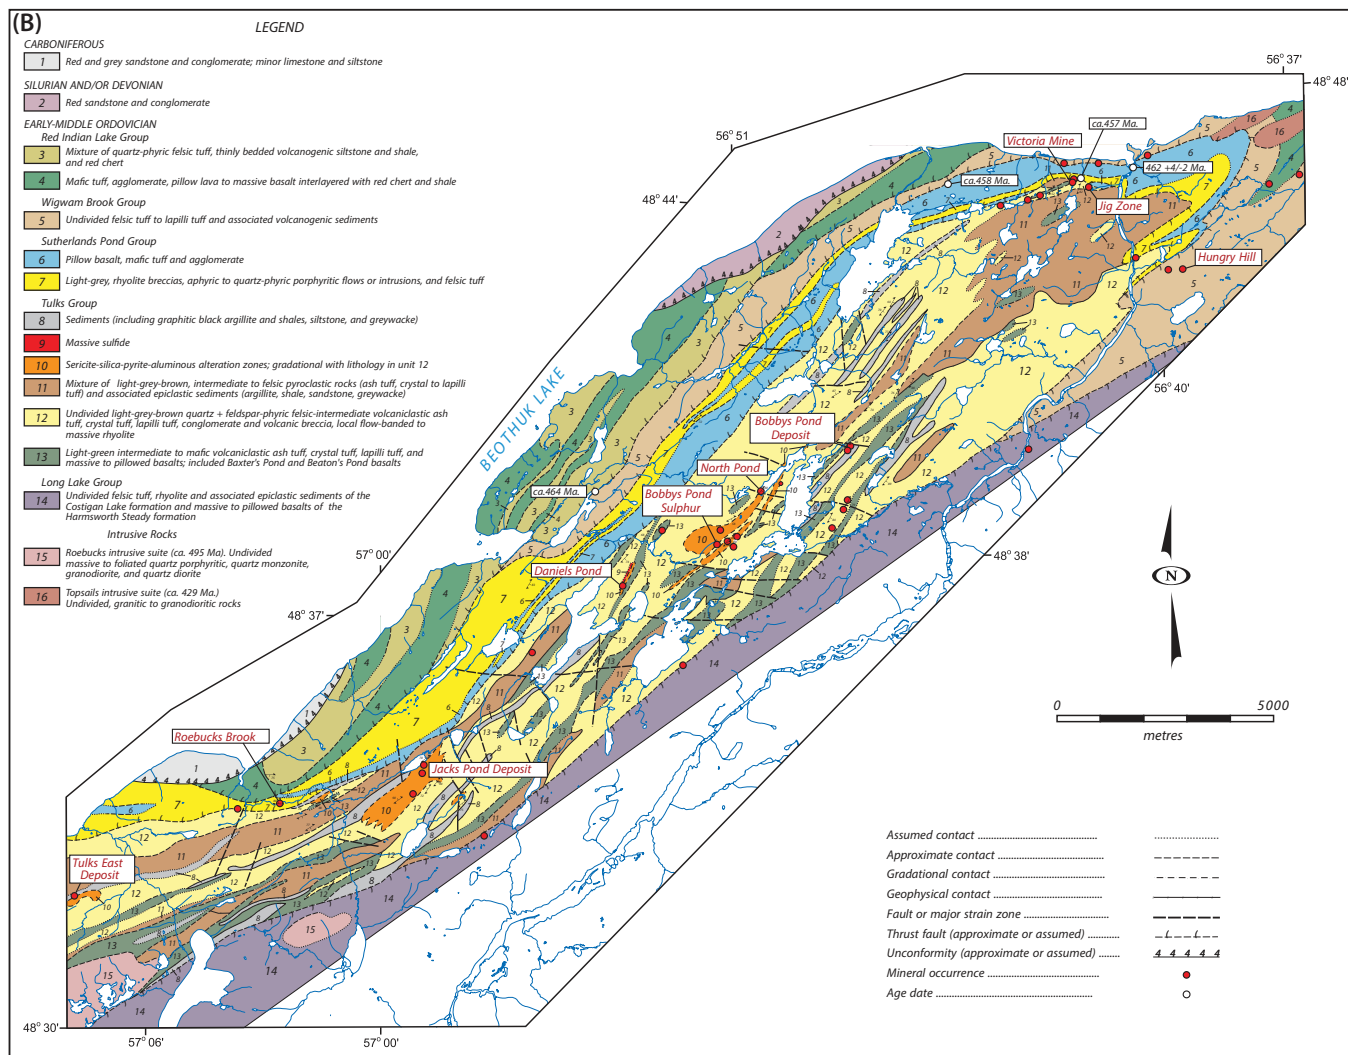 (B)
LEGEND
CARBONIFEROUS
1 Red and grey sandstone and conglomerate; minor limestone and siltstone
SILURIAN AND/OR DEVONIAN
2 Red sandstone and conglomerate
EARLY-MIDDLE ORDOVICIAN
Red Indian Lake Group
3 Mixture of quartz-phyric felsic tuff, thinly bedded volcanogenic siltstone and shale,
and red chert
4 Mafic tuff, agglomerate, pillow lava to massive basalt interlayered with red chert and shale
Wigwam Brook Group
5 Undivided felsic tuff to lapilli tuff and associated volcanogenic sediments
Sutherlands Pond Group
6 Pillow basalt, mafic tuff and agglomerate
7 Light-grey, rhyolite breccias, aphyric to quartz-phyric porphyritic flows or intrusions, and felsic tuff
Tulks Group
8 Sediments (including graphitic black argillite and shales, siltstone, and greywacke)
9 Massive sulfide
10 Sericite-silica-pyrite-aluminous alteration zones; gradational with lithology in unit 12
11 Mixture of light-grey-brown, intermediate to felsic pyroclastic rocks (ash tuff, crystal to lapilli
tuff) and associated epiclastic sediments (argillite, shale, sandstone, greywacke)
12 Undivided light-grey-brown quartz + feldspar-phyric felsic-intermediate volcaniclastic ash
tuff, crystal tuff, lapilli tuff, conglomerate and volcanic breccia, local flow-banded to
massive rhyolite
13 Light-green intermediate to mafic volcaniclastic ash tuff, crystal tuff, lapilli tuff, and
massive to pillowed basalts; included Baxter's Pond and Beaton's Pond basalts
Long Lake Group
14 Undivided felsic tuff, rhyolite and associated epiclastic sediments of the
Costigan Lake formation and massive to pillowed basalts of the
Harmsworth Steady formation
Intrusive Rocks
15 Roebucks intrusive suite (ca. 495 Ma). Undivided
massive to foliated quartz porphyritic, quartz monzonite,
granodiorite, and quartz diorite
16 Topsails intrusive suite (ca. 429 Ma.)
Undivided, granitic to granodioritic rocks
56° 37'
48° 48'
56° 51
48° 44'
ca.457 Ma.
Victoria Mine
462 +4/-2 Ma.
ca.458 Ma.
Jig Zone
Hungry Hill
56° 40'
BEOTHUK LAKE
Bobbys Pond
Deposit
North Pond
ca.464 Ma.
Bobbys Pond
Sulphur
48° 38'
57° 00'
Daniels Pond
48° 37'
N
0 5000
metres
Roebucks Brook
Jacks Pond Deposit
Tulks East
Deposit
48° 30'
57° 06'
57° 00'
Assumed contact
Approximate contact
Gradational contact
Geophysical contact
Fault or major strain zone
Thrust fault (approximate or assumed)
Unconformity (approximate or assumed)
Mineral occurrence
Age date